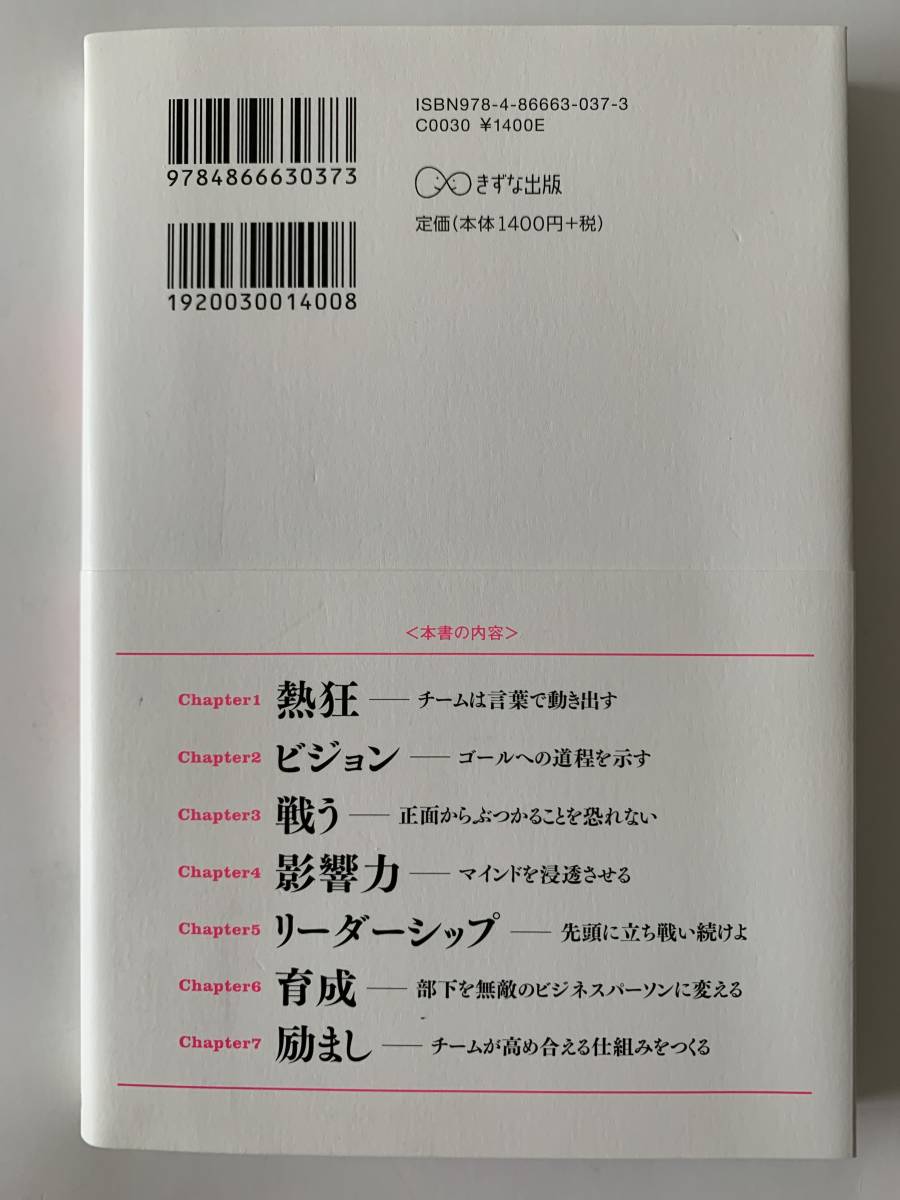 ISBN978-4-86663-037-3
C0030 ¥1400E
9784866630373
きずな出版
定価(本体1400円+税)
1920030014008
<本書の内容>
Chapter1 熱狂 —— チームは言葉で動き出す
Chapter2 ビジョン —— ゴールへの道程を示す
Chapter3 戦う —— 正面からぶつかることを恐れない
Chapter4 影響力 —— マインドを浸透させる
Chapter5 リーダーシップ —— 先頭に立ち戦い続けよ
Chapter6 育成 —— 部下を無敵のビジネスパーソンに変える
Chapter7 励まし —— チームが高め合える仕組みをつくる